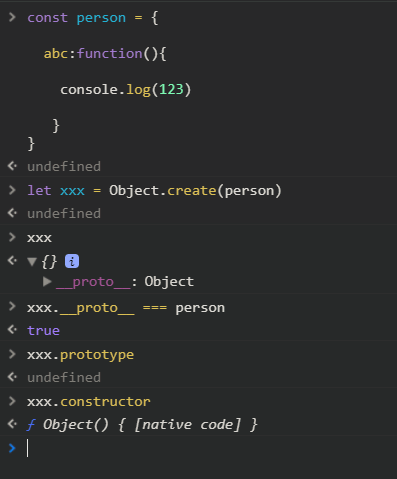 > const person = {
abc:function(){
console.log(123)
}
}
undefined
> let xxx = Object.create(person)
undefined
> xxx
▼{} i
▶__proto__: Object
> xxx.__proto__ === person
true
> xxx.prototype
undefined
> xxx.constructor
ƒ Object() { [native code] }
>